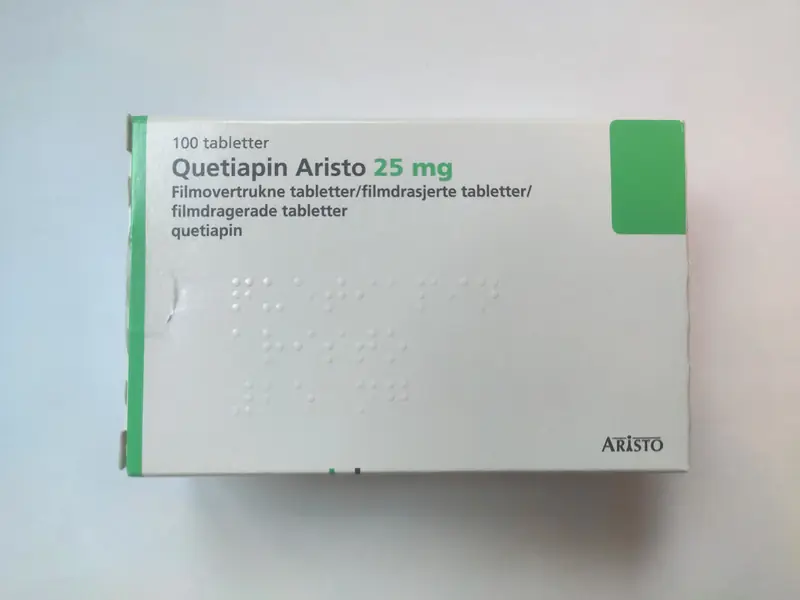 100 tabletter
Quetiapin Aristo 25 mg
Filmovertrukne tabletter/filmdrasjerte tabletter/
filmdragerade tabletter
quetiapin
ARISTO